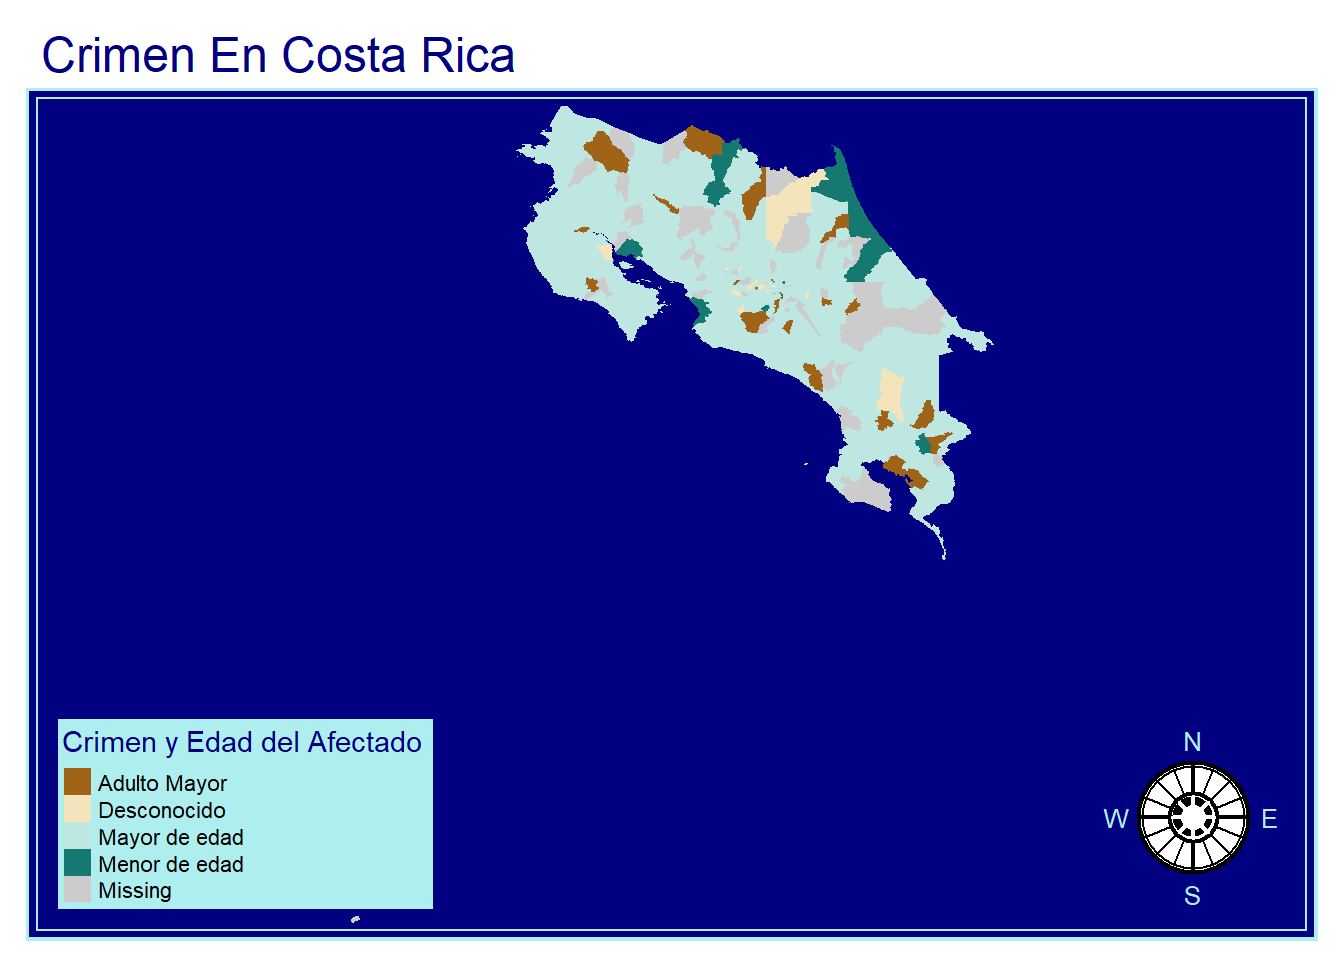 Crimen En Costa Rica
Crimen y Edad del Afectado
Adulto Mayor
Desconocido
Mayor de edad
Menor de edad
Missing
N
W E
S